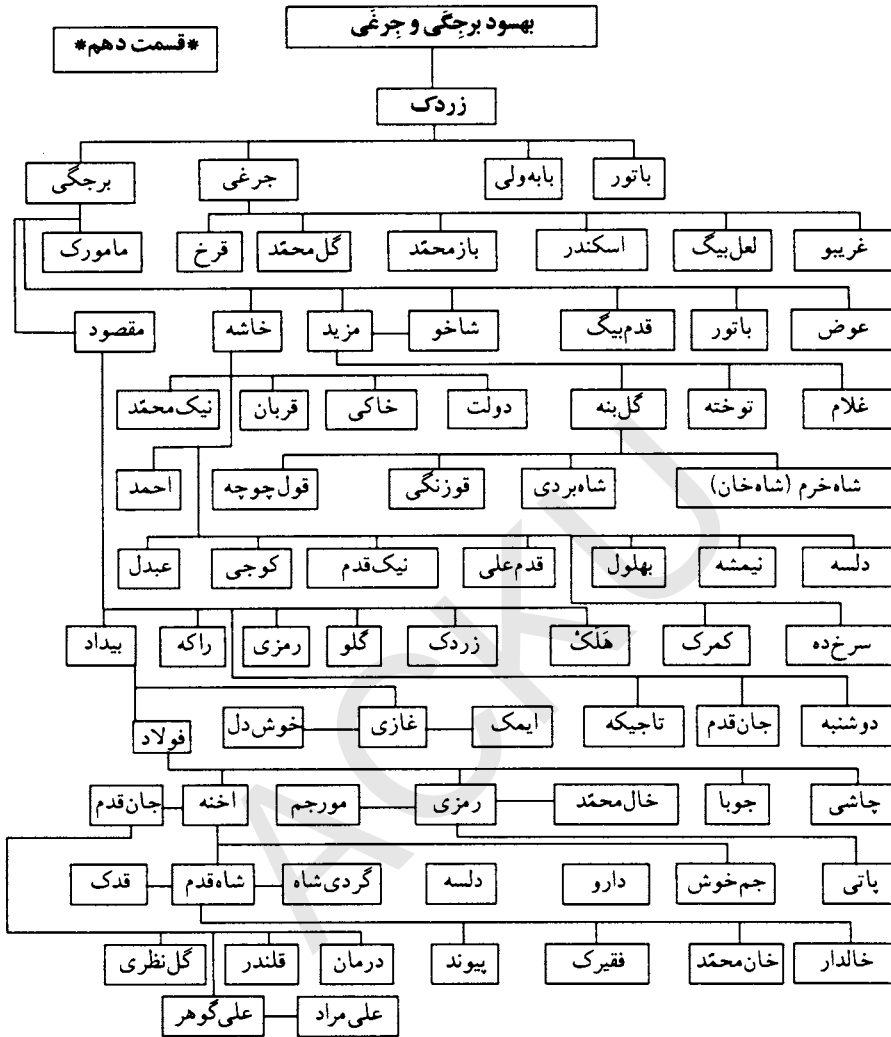 بهسود برجِگَی و جِرغَی
*قسمت دهم*
زردک
باتور بابه‌ولی جرغی برجگی
غریبو لعل‌بیگ اسکندر بازمحمّد گل‌محمّد قرخ مامورک
عوض باتور قدم‌بیگ شاخو مزید خاشه مقصود
غلام توخته گل‌بنه دولت خاکی قربان نیک‌محمّد
شاه‌خرم (شاه‌خان) شاه‌بردی قوزنگی قول‌چوچه احمد
دلسه نیمشه بهلول قدم‌علی نیک‌قدم کوجی عبدل
سرخ‌ده کمرک هَلَکْ زردک گلو رمزی راکه بیداد
دوشنبه جان‌قدم تاجیکه ایمک غازی خوش‌دل فولاد
چاشی جوبا خال‌محمّد رمزی مورجم اخنه جان‌قدم
پاتی جم‌خوش دارو دلسه گردی‌شاه شاه‌قدم قدک
خالدار خان‌محمّد فقیرک پیوند درمان قلندر گل‌نظری
علی‌مراد علی‌گوهر
ACKU